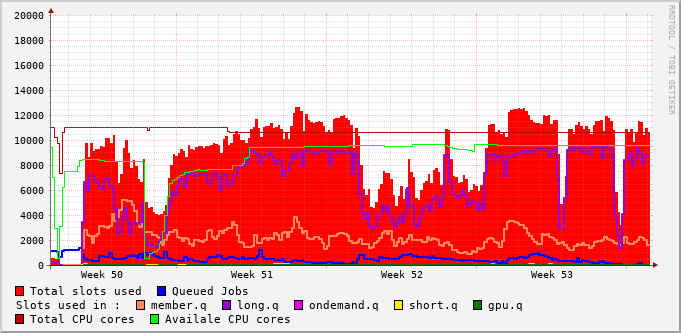 20000
18000
16000
14000
12000
10000
8000
6000
4000
2000
0
Week 50 Week 51 Week 52 Week 53
RRDTOOL / TOBI OETIKER
Total slots used Queued Jobs
Slots used in : member.q long.q ondemand.q short.q gpu.q
Total CPU cores Availale CPU cores